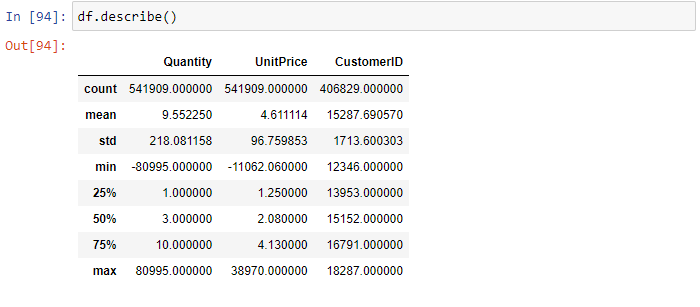 In [94]: df.describe()
Out[94]:
Quantity UnitPrice CustomerID
count 541909.000000 541909.000000 406829.000000
mean 9.552250 4.611114 15287.690570
std 218.081158 96.759853 1713.600303
min -80995.000000 -11062.060000 12346.000000
25% 1.000000 1.250000 13953.000000
50% 3.000000 2.080000 15152.000000
75% 10.000000 4.130000 16791.000000
max 80995.000000 38970.000000 18287.000000